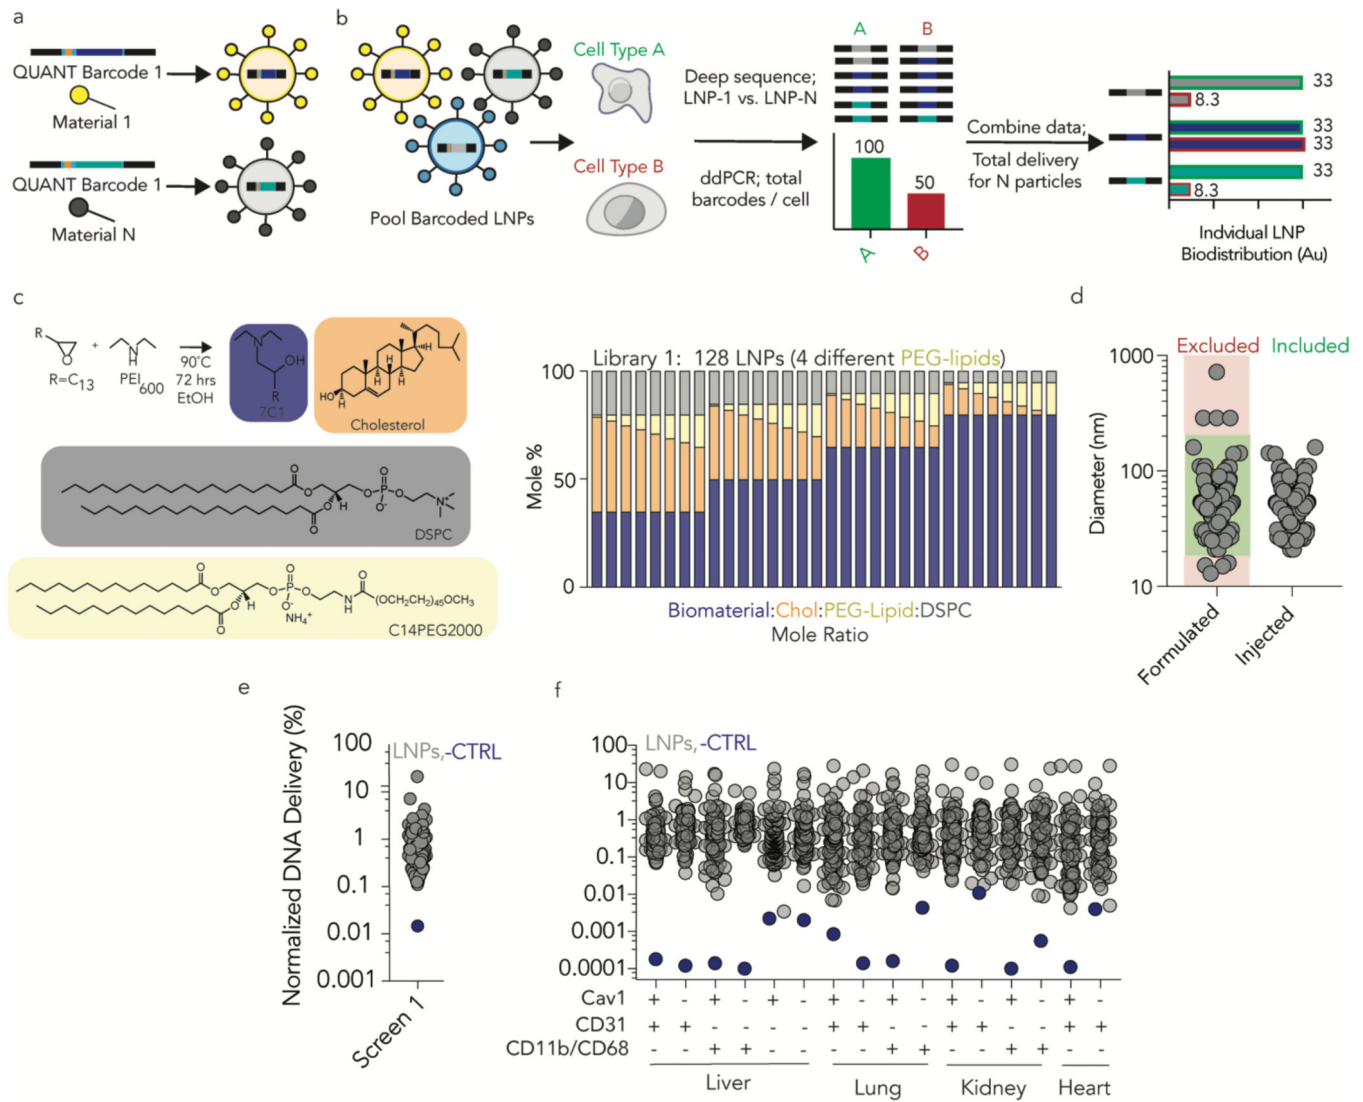 a
QUANT Barcode 1
Material 1
QUANT Barcode 1
Material N
b
Pool Barcoded LNPs
Cell Type A
Cell Type B
Deep sequence;
LNP-1 vs. LNP-N
ddPCR; total
barcodes / cell
A B
100
50
A B
Combine data;
Total delivery
for N particles
33
8.3
33
33
33
8.3
Indvidual LNP
Biodistribution (Au)
c
R
O
R=C13
+
N
H
PEI600
90°C
72 hrs
EtOH
N
OH
R
7C1
H
H
H
H
HO
Cholesterol
O
O
O
O
H
O
P
O
O-
O
N+
DSPC
O
O
O
O
H
O
P
O
O-
NH4+
O
N
H
O
(OCH2CH2)45OCH3
C14PEG2000
Library 1: 128 LNPs (4 different PEG-lipids)
Mole %
100
50
0
Biomaterial:Chol:PEG-Lipid:DSPC
Mole Ratio
d
Diameter (nm)
1000
100
10
Excluded Included
Formulated
Injected
e
Normalized DNA Delivery (%)
100
10
1
0.1
0.01
0.001
LNPs,-CTRL
Screen 1
f
100
10
1
0.1
0.01
0.001
0.0001
LNPs,-CTRL
Cav1 + - + - + - + - + - + - + - + -
CD31 + + - - - - + + - - + + - - + +
CD11b/CD68 - - + + - - - - + + - - + + - -
Liver Lung Kidney Heart